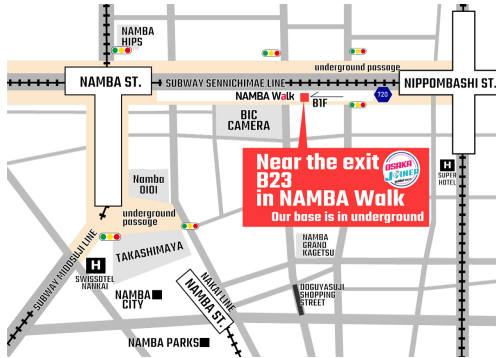 NAMBA
HIPS
underground passage
NAMBA ST.
SUBWAY SENNICHIMAE LINE
NIPPOMBASHI ST.
NAMBA Walk
B1F
720
BIC
CAMERA
Near the exit
B23
in NAMBA Walk
Our base is in underground
OSAKA
JOINER
H
SUPER
HOTEL
Namba
OIOI
underground
passage
SUBWAY MIDOSUJI LINE
TAKASHIMAYA
H
SWISSOTEL
NANKAI
NAMBA
CITY
NANKAI LINE
NAMBA ST.
NAMBA
GRAND
KAGETSU
DOGUYASUJI
SHOPPING
STREET
NAMBA PARKS